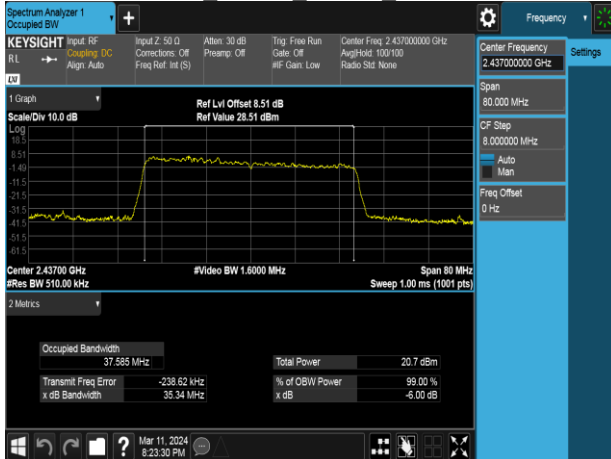 Spectrum Analyzer 1
Occupied BW
+
Frequency
KEYSIGHT
RL
LXI
Input: RF
Coupling: DC
Align: Auto
Input Z: 50 Ω
Corrections: Off
Freq Ref: Int (S)
Atten: 30 dB
Preamp: Off
Trig: Free Run
Gate: Off
#IF Gain: Low
Center Freq: 2.437000000 GHz
Avg|Hold: 100/100
Radio Std: None
Center Frequency
2.437000000 GHz
Settings
Span
80.000 MHz
CF Step
8.000000 MHz
Auto
Man
Freq Offset
0 Hz
1 Graph
Scale/Div 10.0 dB
Ref Lvl Offset 8.51 dB
Ref Value 28.51 dBm
Log
18.5
8.51
-1.49
-11.5
-21.5
-31.5
-41.5
-51.5
-61.5
Center 2.43700 GHz
#Res BW 510.00 kHz
#Video BW 1.6000 MHz
Span 80 MHz
Sweep 1.00 ms (1001 pts)
2 Metrics
Occupied Bandwidth
37.585 MHz
Total Power 20.7 dBm
Transmit Freq Error -238.62 kHz
% of OBW Power 99.00 %
x dB Bandwidth 35.34 MHz
x dB -6.00 dB
?
Mar 11, 2024
8:23:30 PM